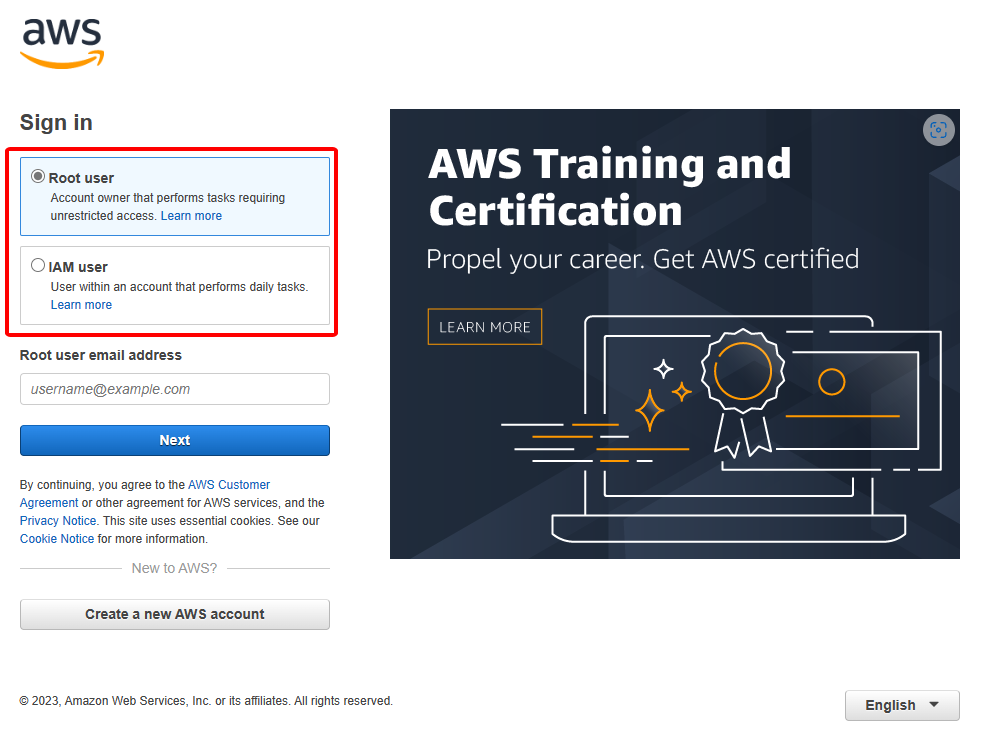 aws
Sign in
Root user
Account owner that performs tasks requiring
unrestricted access. Learn more
IAM user
User within an account that performs daily tasks.
Learn more
Root user email address
username@example.com
Next
By continuing, you agree to the AWS Customer
Agreement or other agreement for AWS services, and the
Privacy Notice. This site uses essential cookies. See our
Cookie Notice for more information.
New to AWS?
Create a new AWS account
AWS Training and
Certification
Propel your career. Get AWS certified
LEARN MORE
© 2023, Amazon Web Services, Inc. or its affiliates. All rights reserved.
English